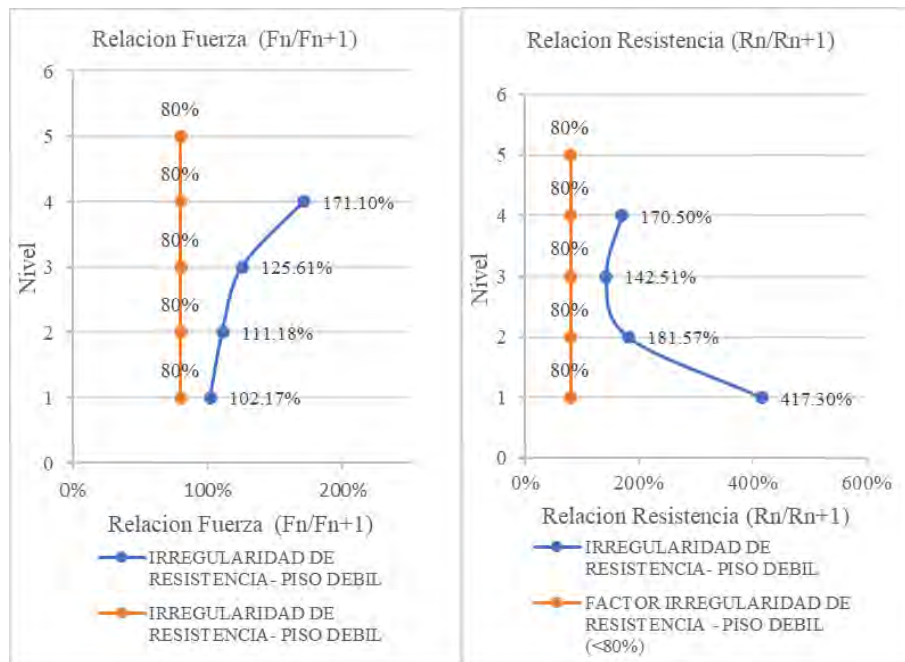 Relacion Fuerza (Fn/Fn+1)
6
5
4
3
2
1
0
Nivel
80%
80%
80%
80%
80%
171.10%
125.61%
111.18%
102.17%
0%
100%
200%
Relacion Fuerza (Fn/Fn+1)
IRREGULARIDAD DE
RESISTENCIA- PISO DEBIL
IRREGULARIDAD DE
RESISTENCIA- PISO DEBIL
Relacion Resistencia (Rn/Rn+1)
6
5
4
3
2
1
0
Nivel
80%
80%
80%
80%
80%
170.50%
142.51%
181.57%
417.30%
0%
200%
400%
600%
Relacion Resistencia (Rn/Rn+1)
IRREGULARIDAD DE
RESISTENCIA- PISO DEBIL
FACTOR IRREGULARIDAD DE
RESISTENCIA - PISO DEBIL
(<80%)